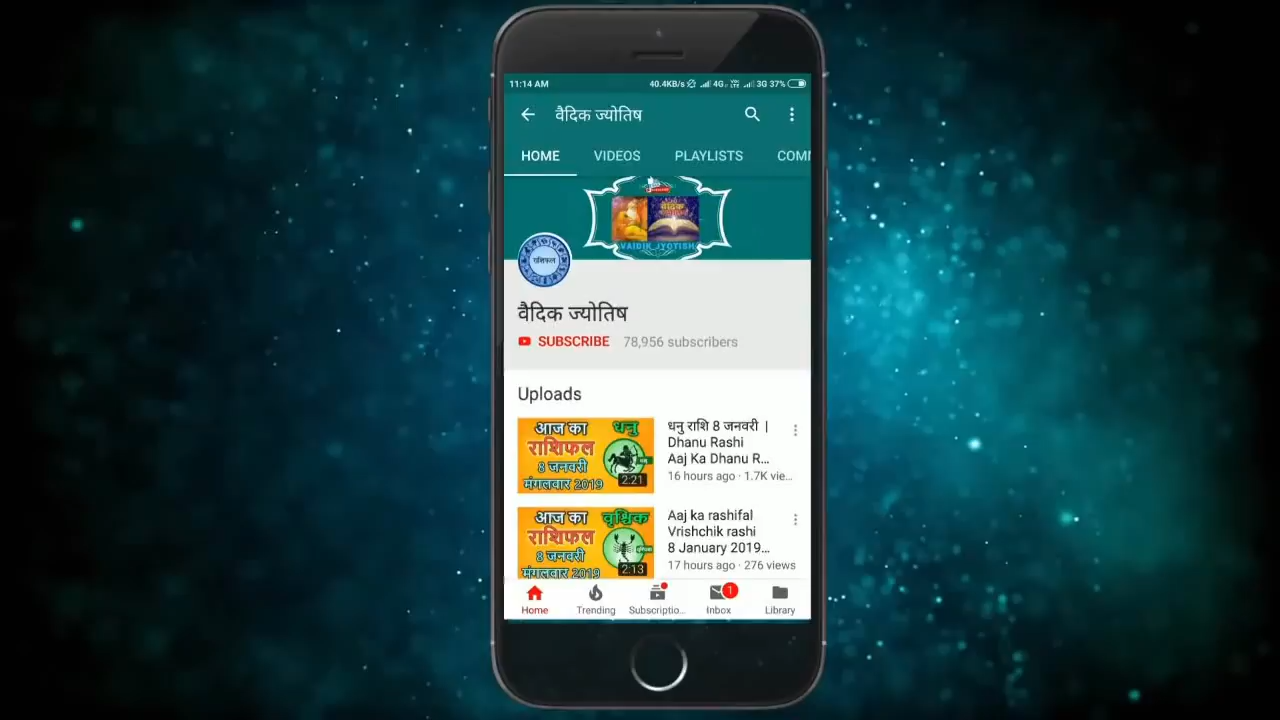 11:14 AM 40.4KB/s 4G 3G 37%
वैदिक ज्योतिष
HOME VIDEOS PLAYLISTS COM
वैदिक
VAIDIK JYOTISH
राशिफल
वैदिक ज्योतिष
SUBSCRIBE 78,956 subscribers
Uploads
आज का धनु
राशिफल
8 जनवरी
मंगलवार 2019 2:21
धनु राशि 8 जनवरी |
Dhanu Rashi
Aaj Ka Dhanu R...
16 hours ago · 1.7K vie...
आज का वृश्चिक
राशिफल
8 जनवरी
मंगलवार 2019 2:13
Aaj ka rashifal
Vrishchik rashi
8 January 2019...
17 hours ago · 276 views
1
Home Trending Subscriptio... Inbox Library